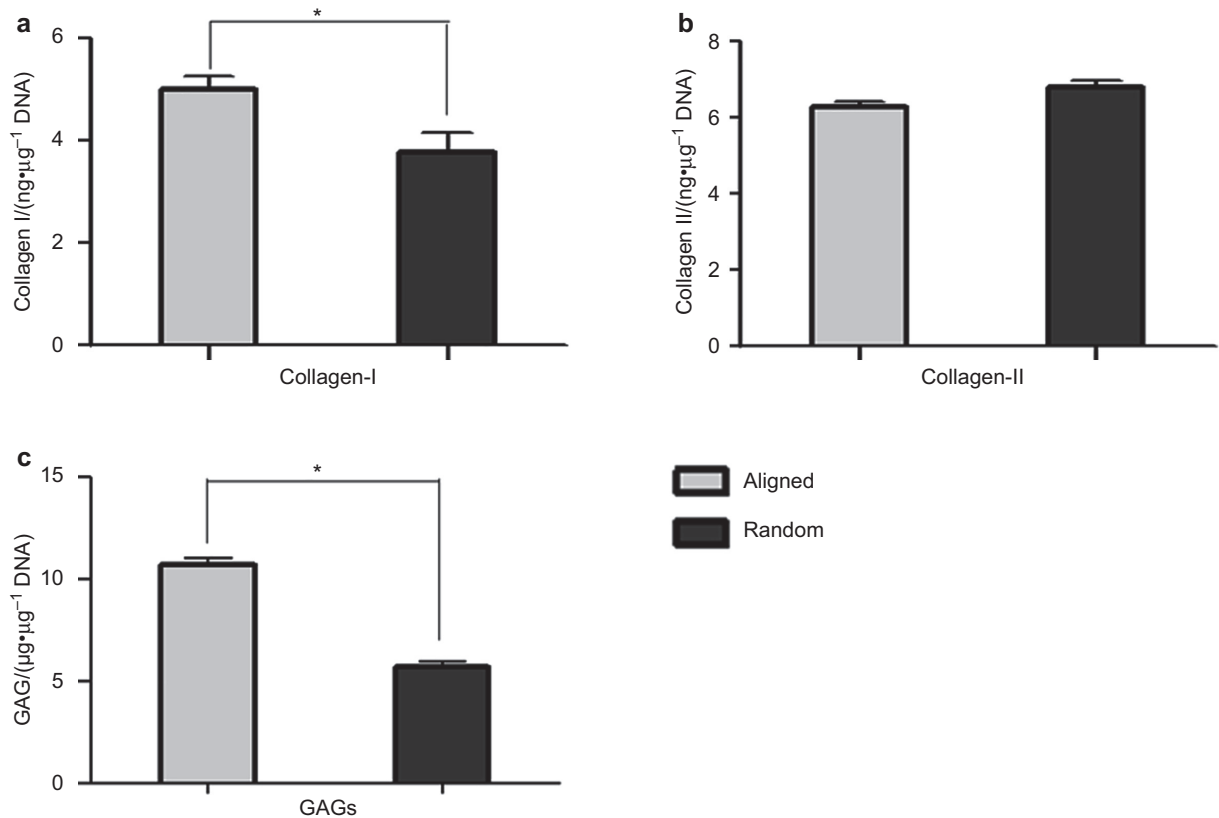 a
*
Collagen I/(ng•µg⁻¹ DNA)
6
4
2
0
Collagen-I
b
Collagen II/(ng•µg⁻¹ DNA)
8
6
4
2
0
Collagen-II
c
*
GAG/(µg•µg⁻¹ DNA)
15
10
5
0
GAGs
Aligned
Random